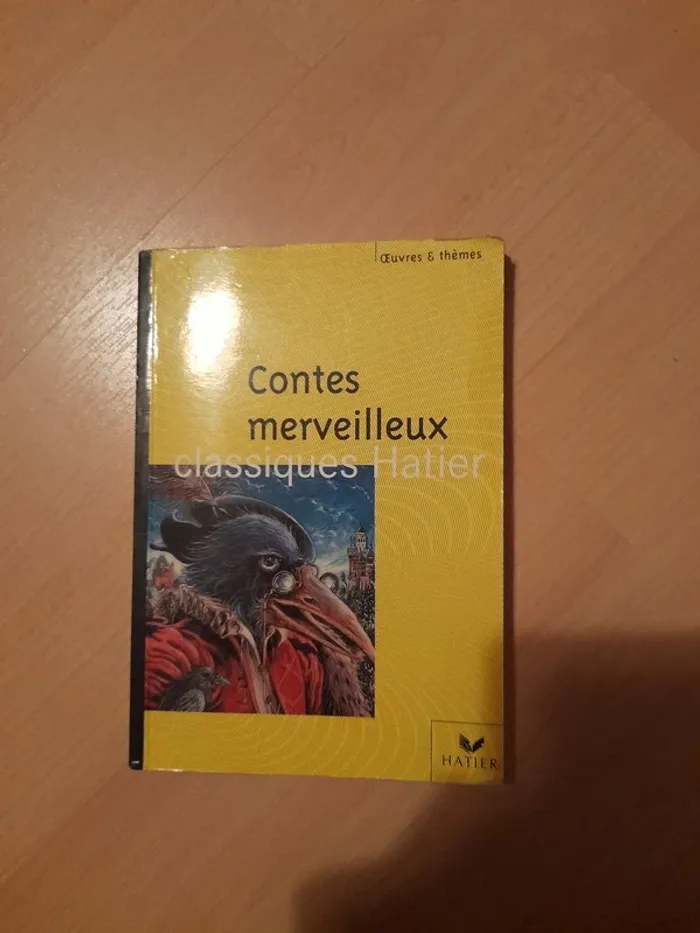 Œuvres & thèmes
Contes
merveilleux
classiques Hatier
HATIER